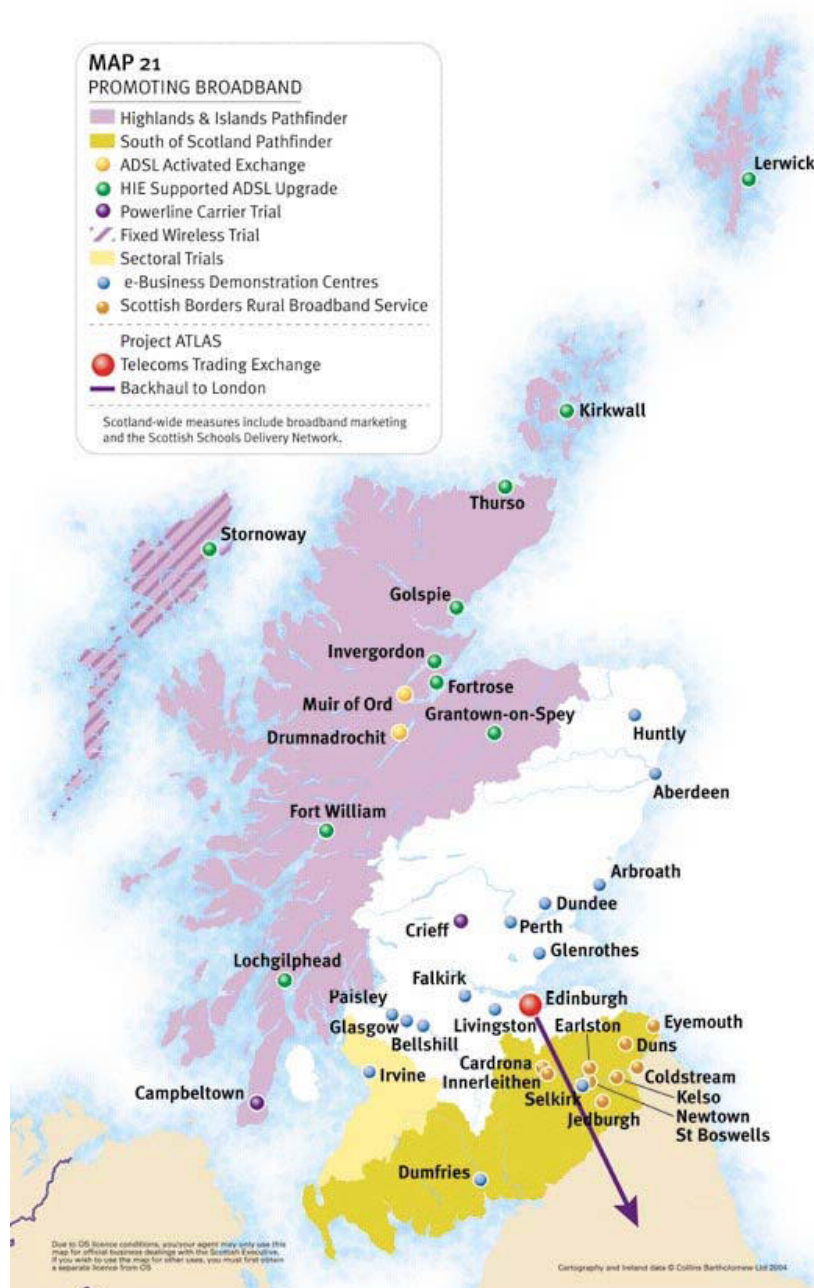 MAP 21
PROMOTING BROADBAND
Highlands & Islands Pathfinder
South of Scotland Pathfinder
ADSL Activated Exchange
HIE Supported ADSL Upgrade
Powerline Carrier Trial
Fixed Wireless Trial
Sectoral Trials
e-Business Demonstration Centres
Scottish Borders Rural Broadband Service
Project ATLAS
Telecoms Trading Exchange
Backhaul to London
Scotland-wide measures include broadband marketing
and the Scottish Schools Delivery Network.
Lerwick
Kirkwall
Thurso
Stornoway
Golspie
Invergordon
Fortrose
Muir of Ord
Grantown-on-Spey
Drumnadrochit
Huntly
Aberdeen
Fort William
Arbroath
Dundee
Crieff
Perth
Glenrothes
Lochgilphead
Falkirk
Paisley
Edinburgh
Glasgow
Livingston
Earlston
Eyemouth
Bellshill
Duns
Cardrona
Irvine
Innerleithen
Coldstream
Campbeltown
Selkirk
Kelso
Jedburgh
Newtown
St Boswells
Dumfries
Due to OS licence conditions, you/your agent may only use this
map for official business dealings with the Scottish Executive.
If you wish to use the map for other uses, you must first obtain
a separate licence from OS
Cartography and Ireland data © Collins Bartholomew Ltd 2004